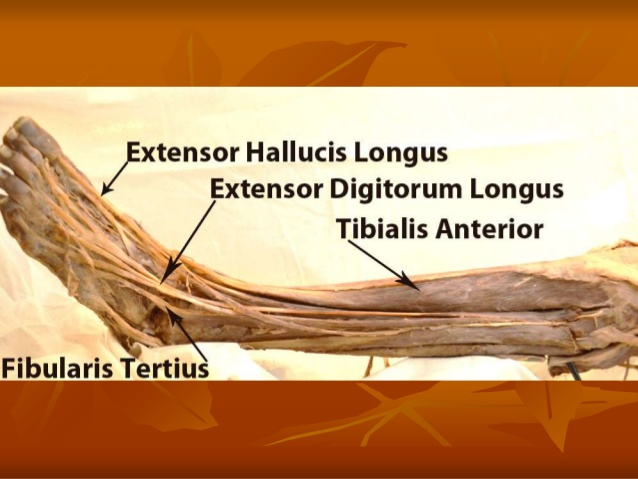 Extensor Hallucis Longus
Extensor Digitorum Longus
Tibialis Anterior
Fibularis Tertius